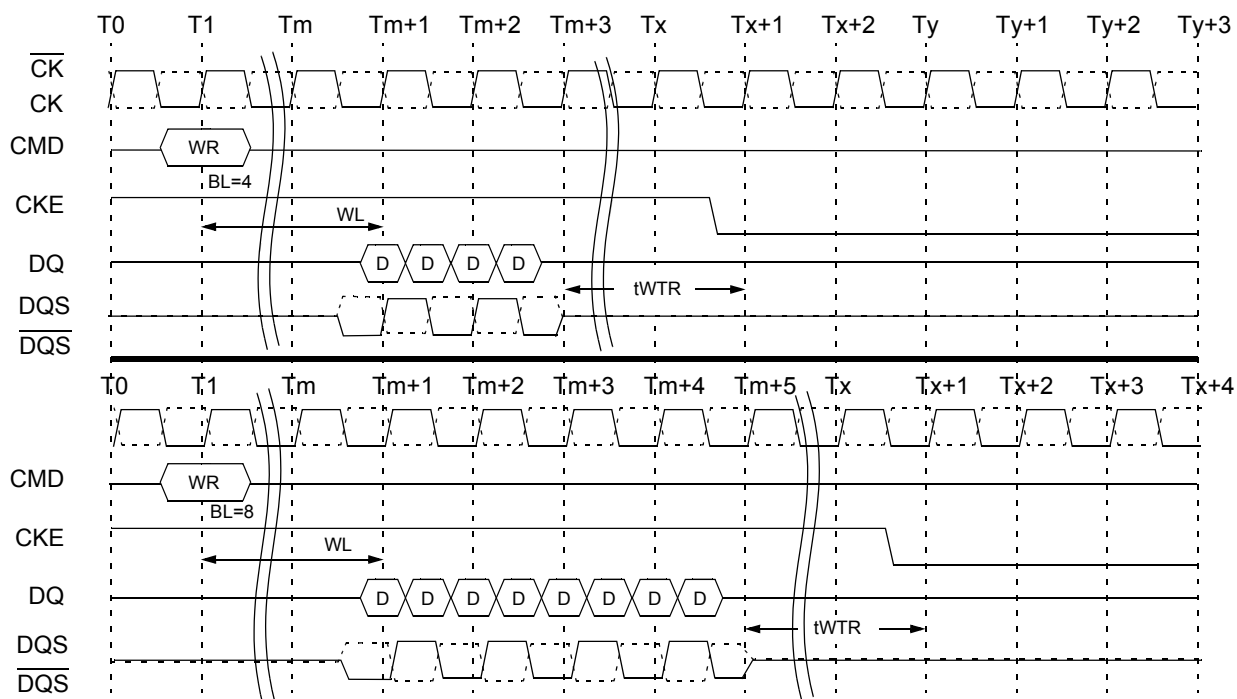 T0 T1 Tm Tm+1 Tm+2 Tm+3 Tx Tx+1 Tx+2 Ty Ty+1 Ty+2 Ty+3
CK
CK
CMD WR
BL=4
CKE
WL
DQ D D D D
tWTR
DQS
DQS
T0 T1 Tm Tm+1 Tm+2 Tm+3 Tm+4 Tm+5 Tx Tx+1 Tx+2 Tx+3 Tx+4
CMD WR
BL=8
CKE
WL
DQ D D D D D D D D
tWTR
DQS
DQS